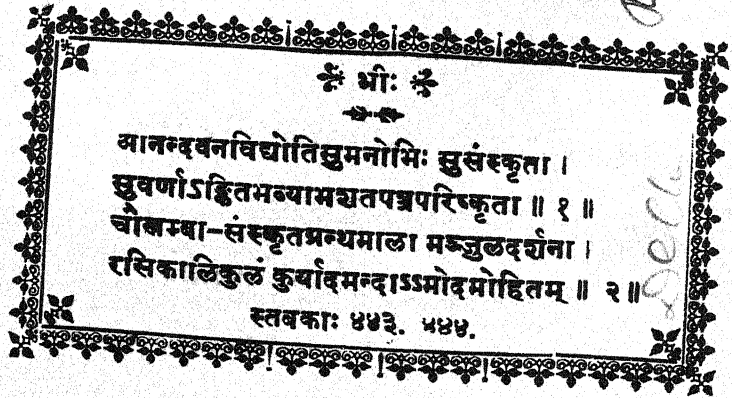 श्रीः
आनन्दवनविद्योतिसुमनोभिः सुसंस्कृता ।
सुवर्णाऽङ्कितभव्याभशतपत्रपरिष्कृता ॥ १ ॥
चौखम्बा-संस्कृतग्रन्थमाला मञ्जुलदर्शना ।
रसिकालिकुलं कुर्यादमन्दाऽऽमोदमोहितम् ॥ २ ॥
स्तबकाः ४४३. ४४४.